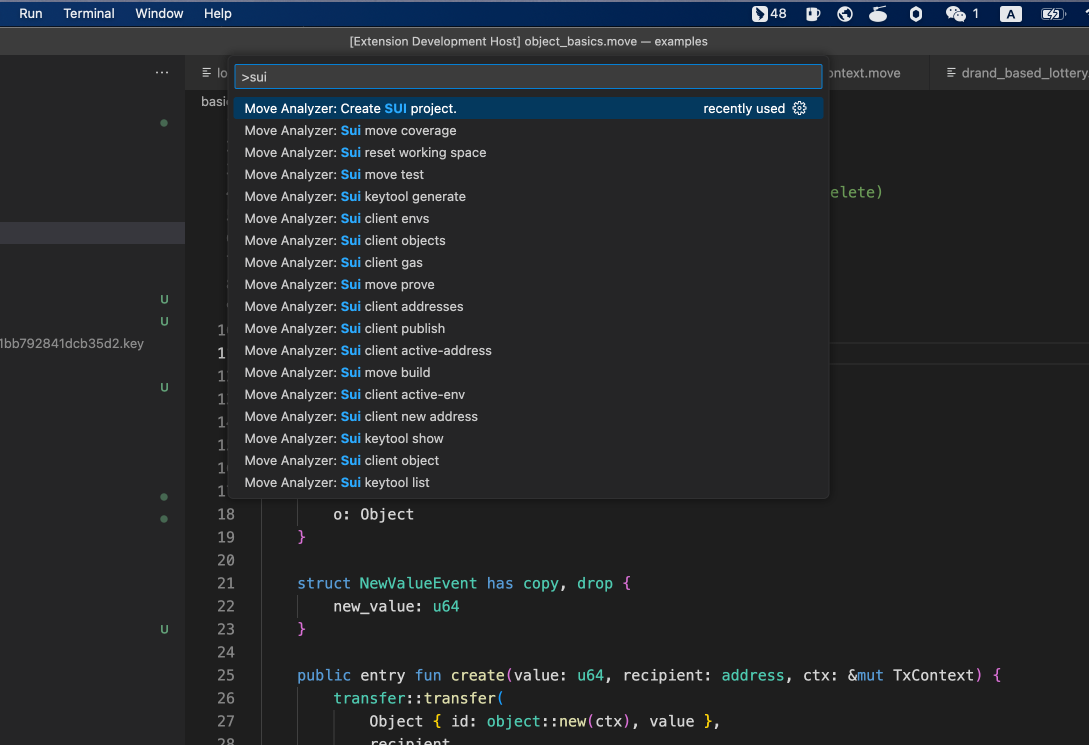 Run Terminal Window Help 48 1 A
[Extension Development Host] object_basics.move — examples
lo ontext.move drand_based_lottery.
>sui
basi
Move Analyzer: Create SUI project. recently used
Move Analyzer: Sui move coverage
Move Analyzer: Sui reset working space
Move Analyzer: Sui move test
elete)
Move Analyzer: Sui keytool generate
Move Analyzer: Sui client envs
Move Analyzer: Sui client objects
Move Analyzer: Sui client gas
Move Analyzer: Sui move prove
U
Move Analyzer: Sui client addresses
U
Move Analyzer: Sui client publish
1bb792841dcb35d2.key
Move Analyzer: Sui client active-address
Move Analyzer: Sui move build
U
Move Analyzer: Sui client active-env
Move Analyzer: Sui client new address
Move Analyzer: Sui keytool show
Move Analyzer: Sui client object
Move Analyzer: Sui keytool list
18 o: Object
19 }
20
21 struct NewValueEvent has copy, drop {
22 new_value: u64
U
23 }
24
25 public entry fun create(value: u64, recipient: address, ctx: &mut TxContext) {
26 transfer::transfer(
27 Object { id: object::new(ctx), value },
28 recipient